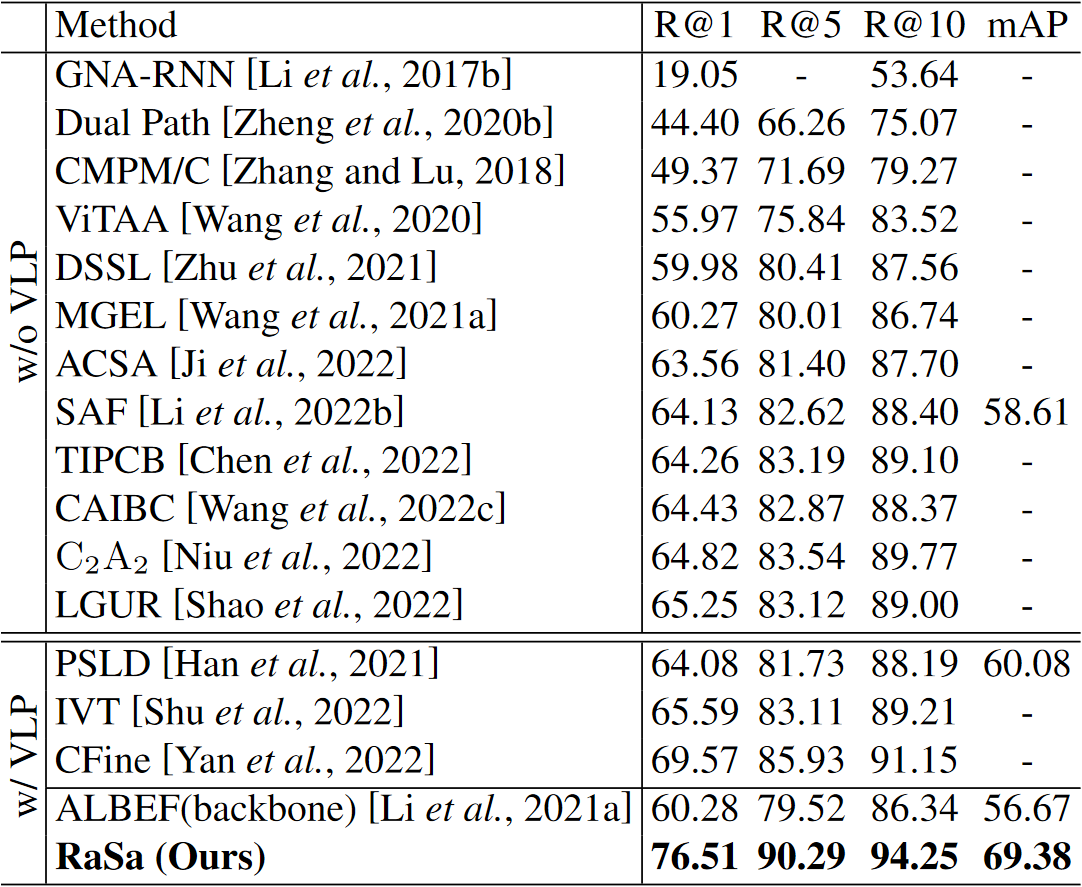 Method R@1 R@5 R@10 mAP
w/o VLP
GNA-RNN [Li et al., 2017b] 19.05 - 53.64 -
Dual Path [Zheng et al., 2020b] 44.40 66.26 75.07 -
CMPM/C [Zhang and Lu, 2018] 49.37 71.69 79.27 -
ViTAA [Wang et al., 2020] 55.97 75.84 83.52 -
DSSL [Zhu et al., 2021] 59.98 80.41 87.56 -
MGEL [Wang et al., 2021a] 60.27 80.01 86.74 -
ACSA [Ji et al., 2022] 63.56 81.40 87.70 -
SAF [Li et al., 2022b] 64.13 82.62 88.40 58.61
TIPCB [Chen et al., 2022] 64.26 83.19 89.10 -
CAIBC [Wang et al., 2022c] 64.43 82.87 88.37 -
C₂A₂ [Niu et al., 2022] 64.82 83.54 89.77 -
LGUR [Shao et al., 2022] 65.25 83.12 89.00 -
w/ VLP
PSLD [Han et al., 2021] 64.08 81.73 88.19 60.08
IVT [Shu et al., 2022] 65.59 83.11 89.21 -
CFine [Yan et al., 2022] 69.57 85.93 91.15 -
ALBEF(backbone) [Li et al., 2021a] 60.28 79.52 86.34 56.67
RaSa (Ours) 76.51 90.29 94.25 69.38